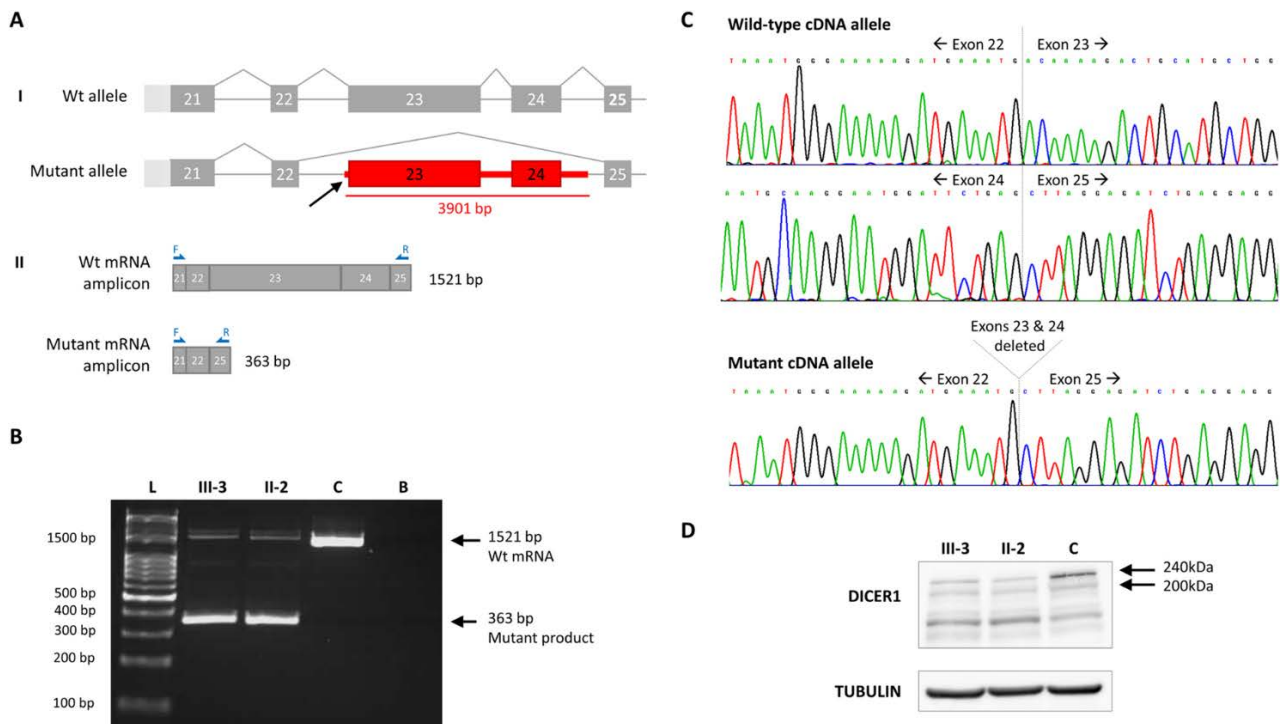 A
I
Wt allele
21 22 23 24 25
Mutant allele
21 22 23 24 25
3901 bp
II
F R
Wt mRNA
amplicon
21 22 23 24 25
1521 bp
F R
Mutant mRNA
amplicon
21 22 25
363 bp
B
L III-3 II-2 C B
1500 bp
500 bp
400 bp
300 bp
200 bp
100 bp
1521 bp
Wt mRNA
363 bp
Mutant product
C
Wild-type cDNA allele
← Exon 22 Exon 23 →
T A A A T G G G A A A A A G A T G A A A T G A C A A A A G A C T G C A T G C T G G
← Exon 24 Exon 25 →
A A T G C A A G G A A T G G A T T C T G A G C T T A G G A G A T C T G A G G A G G
Exons 23 & 24
deleted
Mutant cDNA allele
← Exon 22 Exon 25 →
T A A A T G G G A A A A A G A T G A A A T G C T T A G G A G A T C T G A G G A G G
D
III-3 II-2 C
DICER1
240kDa
200kDa
TUBULIN